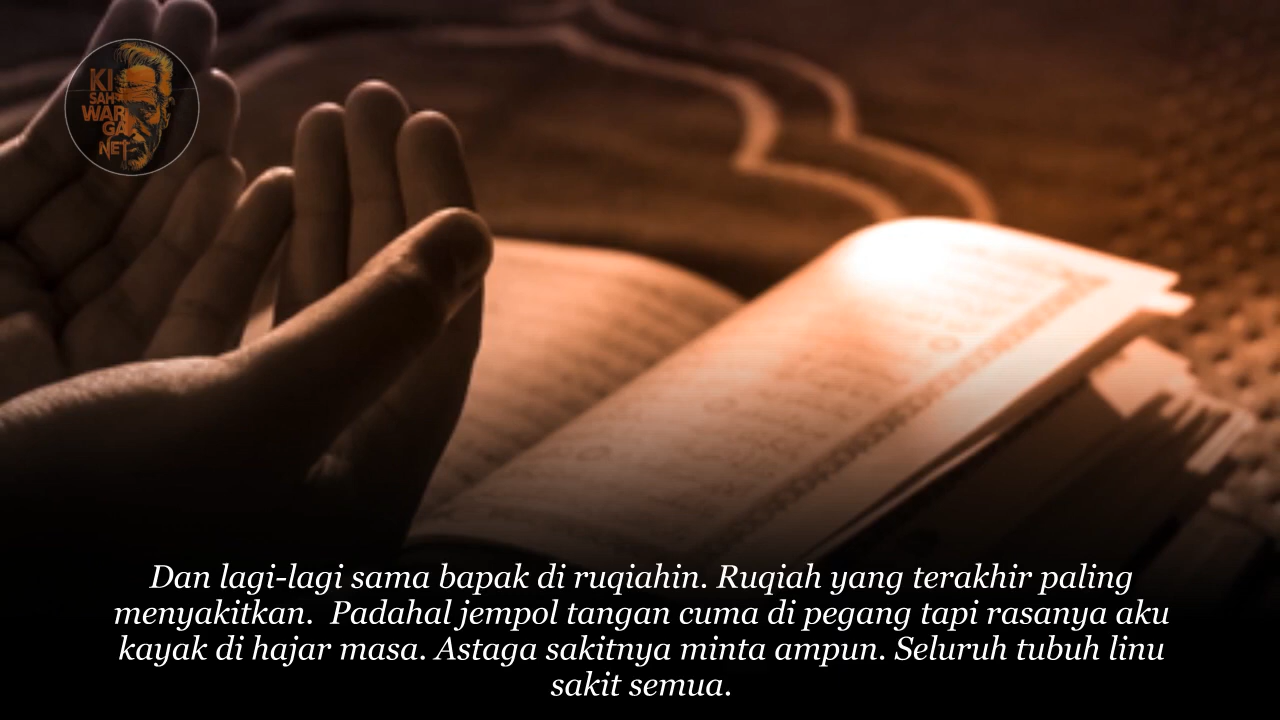 KI
SAH
WAR
GA
NET
Dan lagi-lagi sama bapak di ruqiahin. Ruqiah yang terakhir paling
menyakitkan.  Padahal jempol tangan cuma di pegang tapi rasanya aku
kayak di hajar masa. Astaga sakitnya minta ampun. Seluruh tubuh linu
sakit semua.